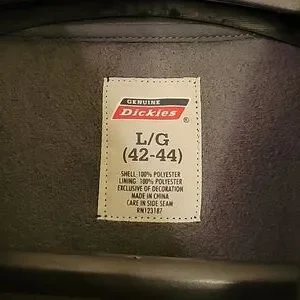 GENUINE
Dickies ®
L/G
(42-44)
SHELL: 100% POLYESTER
LINING: 100% POLYESTER
EXCLUSIVE OF DECORATION
MADE IN CHINA
CARE IN SIDE SEAM
RN123187